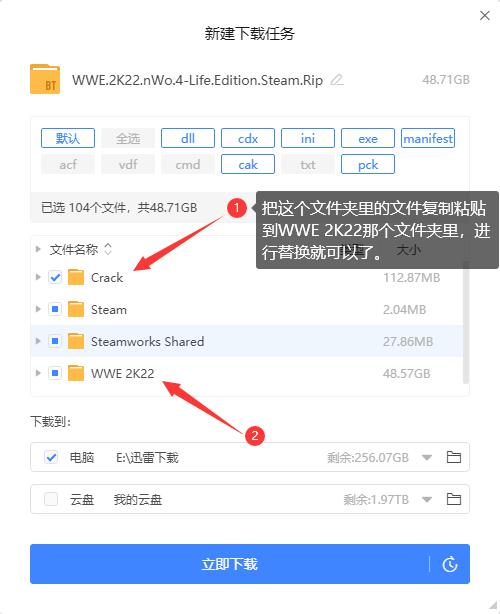 新建下载任务
BT
WWE.2K22.nWo.4-Life.Edition.Steam.Rip
48.71GB
默认 全选 dll cdx ini exe manifest
acf vdf cmd cak txt pck
已选 104个文件，共48.71GB
1
把这个文件夹里的文件复制粘贴
到WWE 2K22那个文件夹里，进
行替换就可以了。
文件名称 大小
Crack 112.87MB
Steam 2.04MB
Steamworks Shared 27.86MB
WWE 2K22 48.57GB
2
下载到:
电脑 E:\迅雷下载 剩余:256.07GB
云盘 我的云盘 剩余:1.97TB
立即下载